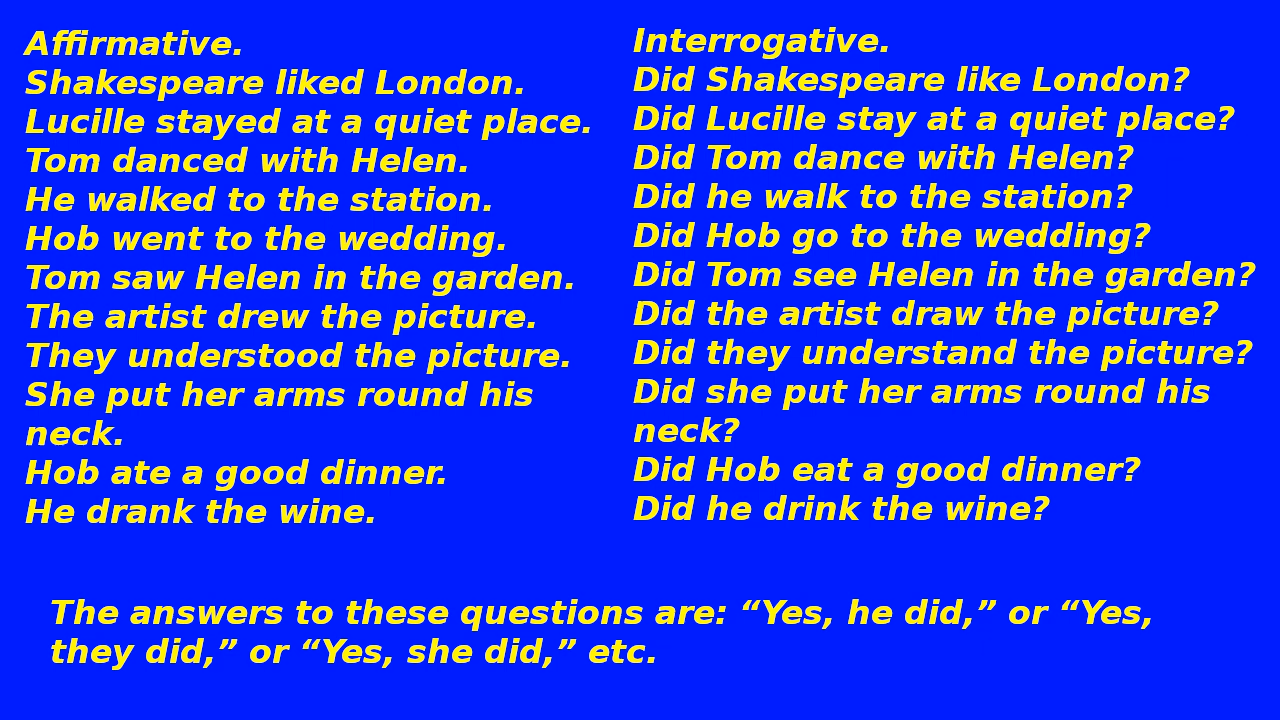 Affirmative.
Shakespeare liked London.
Lucille stayed at a quiet place.
Tom danced with Helen.
He walked to the station.
Hob went to the wedding.
Tom saw Helen in the garden.
The artist drew the picture.
They understood the picture.
She put her arms round his
neck.
Hob ate a good dinner.
He drank the wine.
Interrogative.
Did Shakespeare like London?
Did Lucille stay at a quiet place?
Did Tom dance with Helen?
Did he walk to the station?
Did Hob go to the wedding?
Did Tom see Helen in the garden?
Did the artist draw the picture?
Did they understand the picture?
Did she put her arms round his
neck?
Did Hob eat a good dinner?
Did he drink the wine?
The answers to these questions are: “Yes, he did,” or “Yes,
they did,” or “Yes, she did,” etc.